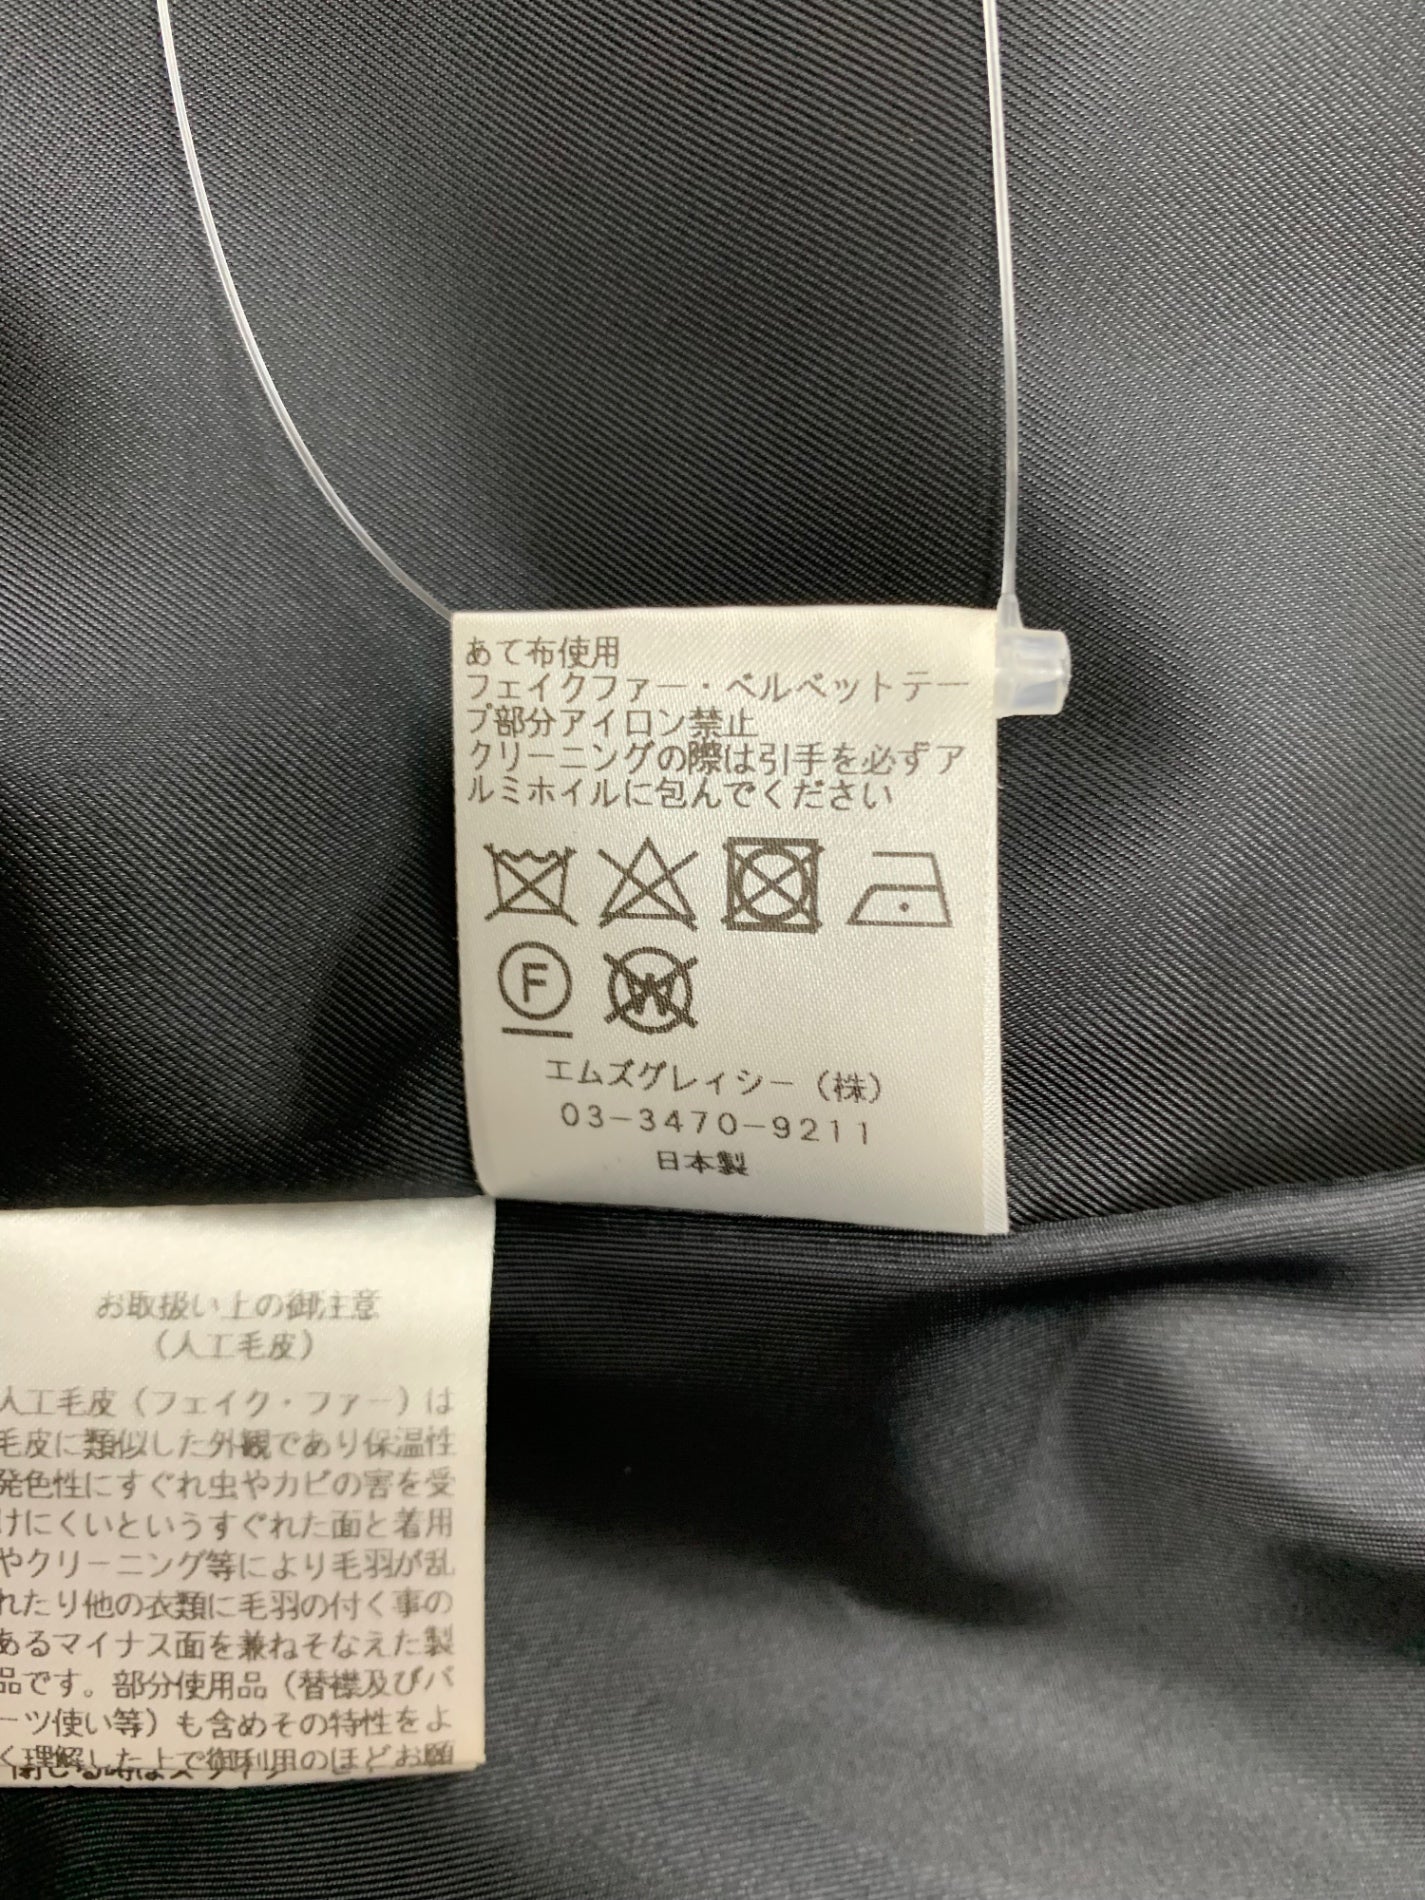 あて布使用
フェイクファー・ベルベットテー
プ部分アイロン禁止
クリーニングの際は引手を必ずア
ルミホイルに包んでください
F
W
エムズグレイシー（株）
03-3470-9211
日本製
お取扱い上の御注意
（人工毛皮）
人工毛皮（フェイク・ファー）は
毛皮に類似した外観であり保温性
発色性にすぐれ虫やカビの害を受
けにくいというすぐれた面と着用
やクリーニング等により毛羽が乱
れたり他の衣類に毛羽の付く事の
あるマイナス面を兼ねそなえた製
品です。部分使用品（替襟及びパ
ーツ使い等）も含めその特性をよ
く理解した上で御利用のほどお願